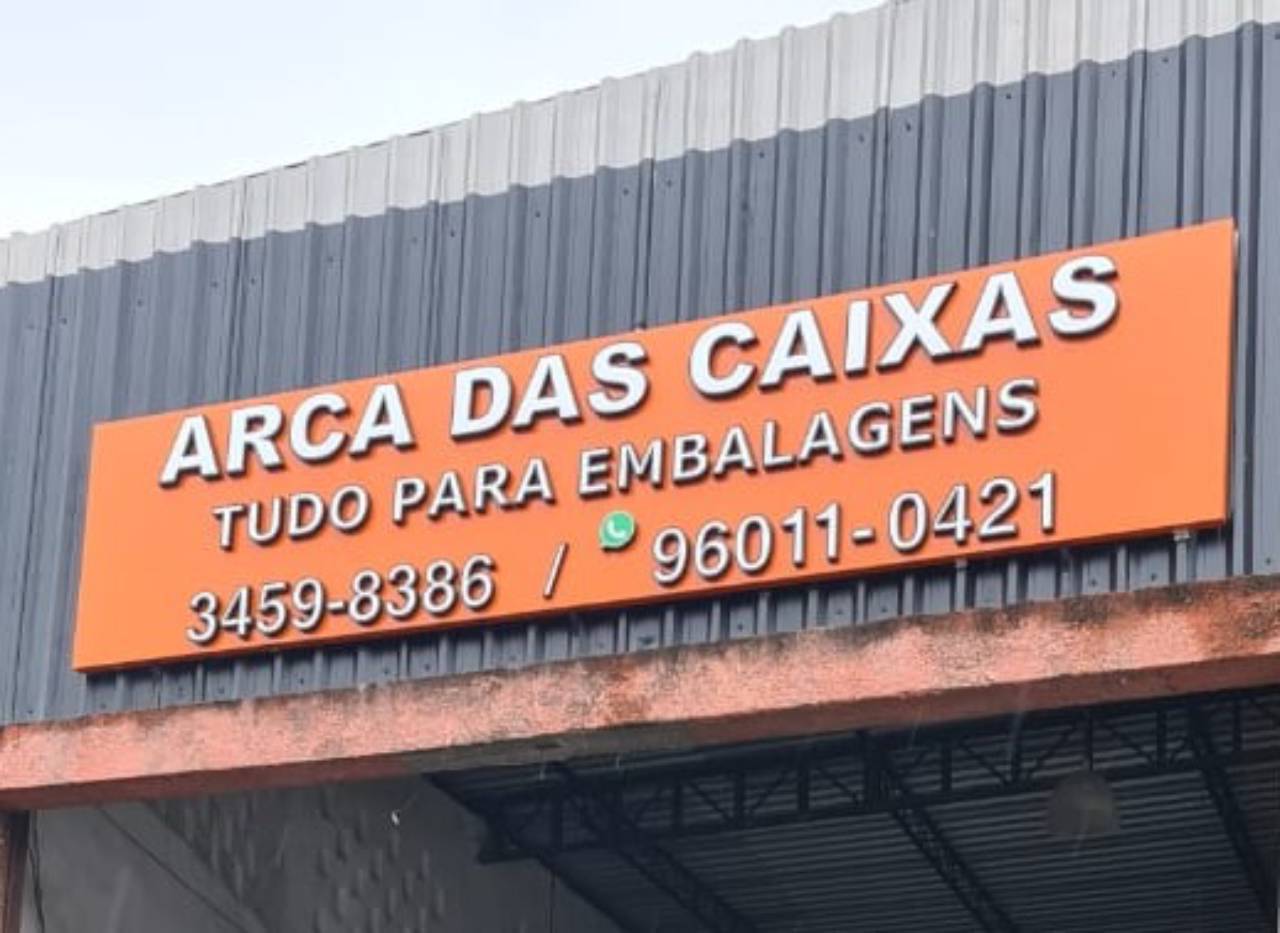 ARCA DAS CAIXAS
TUDO PARA EMBALAGENS
3459-8386 / 96011-0421